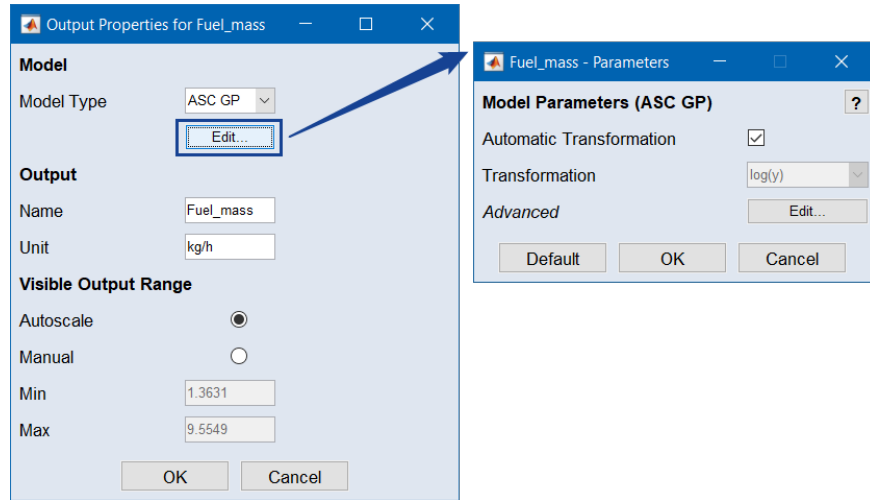 Output Properties for Fuel_mass
Model
Model Type ASC GP
Edit...
Output
Name Fuel_mass
Unit kg/h
Visible Output Range
Autoscale
Manual
Min 1.3631
Max 9.5549
OK Cancel
Fuel_mass - Parameters
Model Parameters (ASC GP) ?
Automatic Transformation
Transformation log(y)
Advanced Edit...
Default OK Cancel